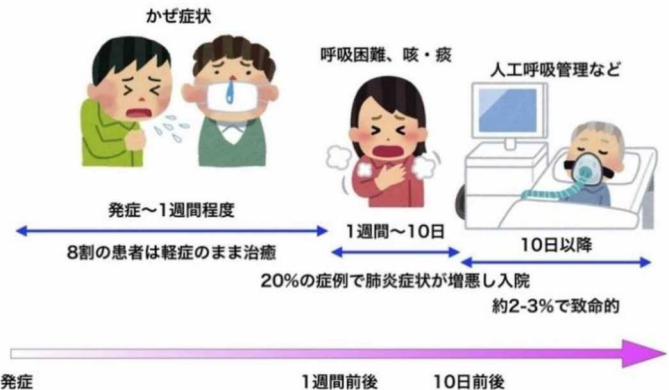 かぜ症状
呼吸困難、咳・痰
人工呼吸管理など
発症〜1週間程度
8割の患者は軽症のまま治癒
1週間〜10日
20%の症例で肺炎症状が増悪し入院
10日以降
約2-3%で致命的
発症
1週間前後
10日前後